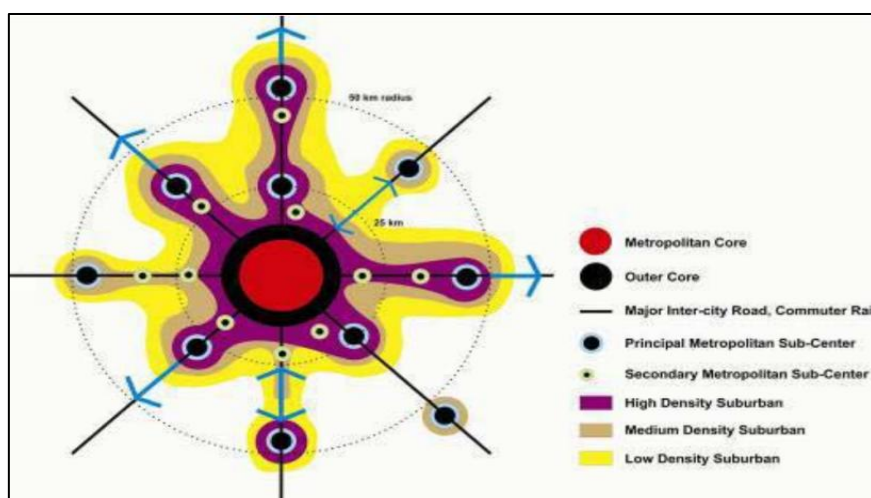 50 km radius
25 km
Metropolitan Core
Outer Core
Major Inter-city Road, Commuter Rai
Principal Metropolitan Sub-Center
Secondary Metropolitan Sub-Center
High Density Suburban
Medium Density Suburban
Low Density Suburban